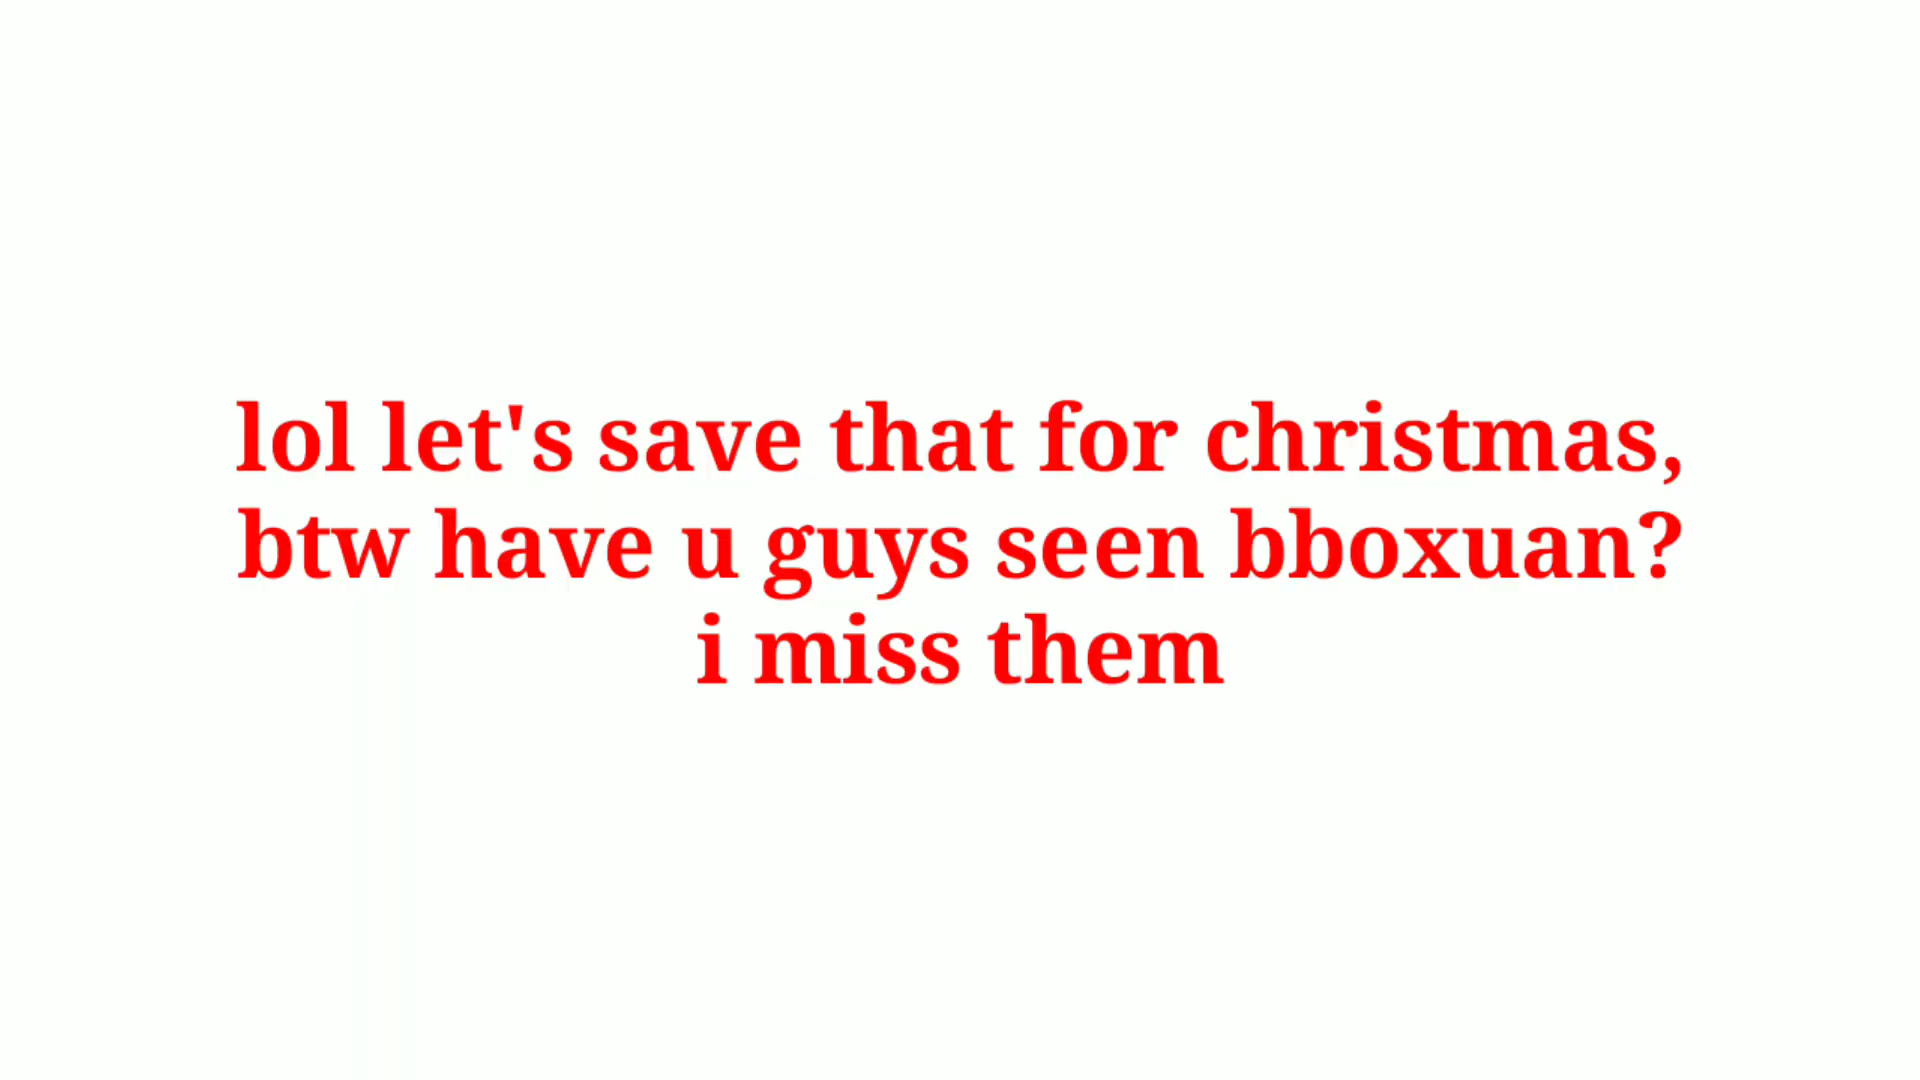 lol let's save that for christmas,
btw have u guys seen bboxuan?
i miss them